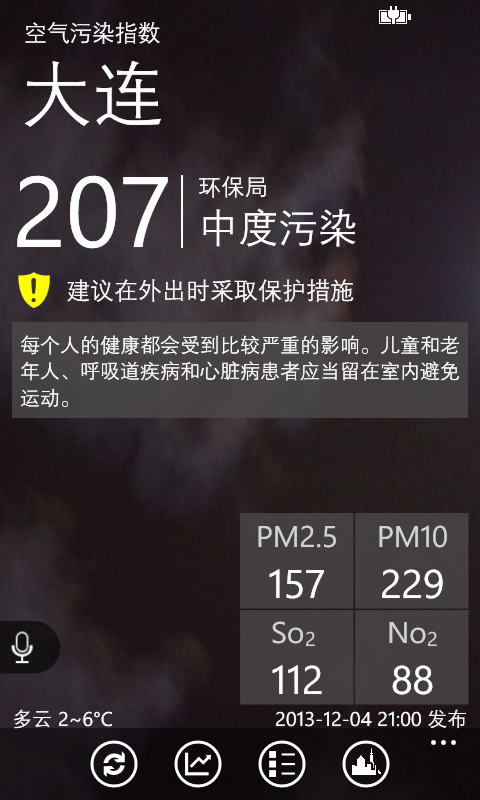 空气污染指数
大连
207
环保局
中度污染
建议在外出时采取保护措施
每个人的健康都会受到比较严重的影响。儿童和老
年人、呼吸道疾病和心脏病患者应当留在室内避免
运动。
PM2.5 PM10
157 229
So₂ No₂
112 88
多云 2~6°C 2013-12-04 21:00 发布